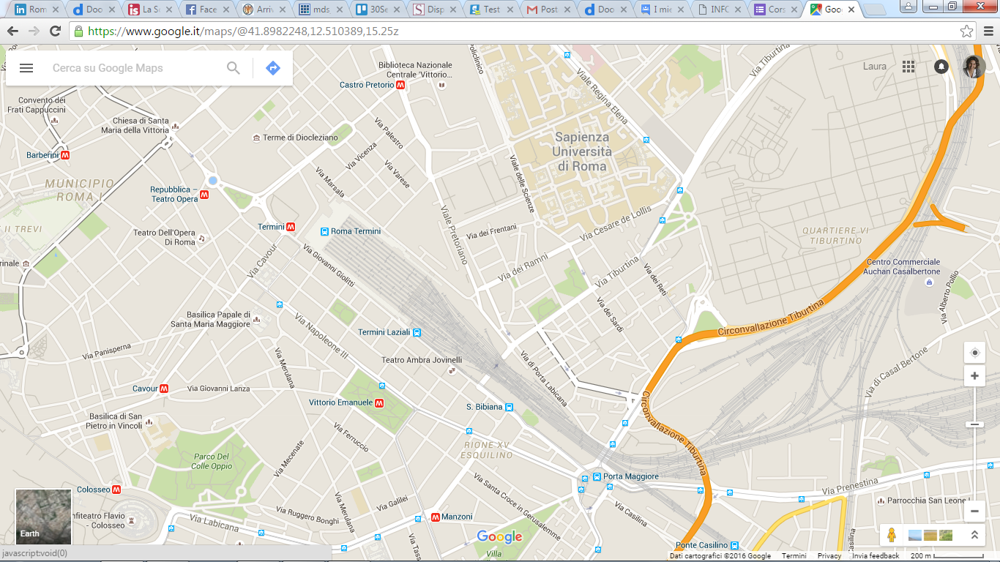 Rom
Doc
La S
Face
Arriv
mds
30Se
Disp
Test
Post
Doc
I mie
INFO
Cors
Goo
https://www.google.it/maps/@41.8982248,12.510389,15.25z
Cerca su Google Maps
Laura
Biblioteca Nazionale
Centrale 'Vittorio...
Policlinico
Via Tiburtina
Viale Regina Elena
Castro Pretorio
Convento dei
Frati Cappuccini
Chiesa di Santa
Maria della Vittoria
Terme di Diocleziano
Via Palestro
Via Vicenza
Via Varese
Via Marsala
Sapienza
Università
di Roma
Viale delle Scienze
Barberini
MUNICIPIO
ROMA I
Repubblica -
Teatro Opera
II TREVI
Termini
Roma Termini
Viale Pretoriano
Via dei Frentani
Via Cesare de Lollis
QUARTIERE VI
TIBURTINO
Teatro Dell'Opera
Di Roma
Via Cavour
Via Giovanni Giolitti
Via dei Ramni
Via Tiburtina
Via dei Reti
rinale
Centro Commerciale
Auchan Casalbertone
Via Alberto Pollio
Basilica Papale di
Santa Maria Maggiore
Via Napoleone III
Via dei Sardi
Circonvallazione Tiburtina
Termini Laziali
Via Panisperna
Via Merulana
Teatro Ambra Jovinelli
Via di Porta Labicana
Via di Casal Bertone
Cavour
Via Giovanni Lanza
Vittorio Emanuele
S. Bibiana
Circonvallazione Tiburtina
Basilica di San
Pietro in Vincoli
Via Ferruccio
Via Mecenate
RIONE XV
ESQUILINO
Parco Del
Colle Oppio
Porta Maggiore
Via Prenestina
Colosseo
Via Santa Croce in Gerusalemme
Via Galilei
Via Merulana
Via Casilina
Parrocchia San Leone I
Via Ruggero Bonghi
Manzoni
nfiteatro Flavio
- Colosseo
Via Labicana
Earth
Via Tass
Google
Villa
Ponte Casilino
Casilina
javascript:void(0)
Dati cartografici ©2016 Google
Termini
Privacy
Invia feedback
200 m